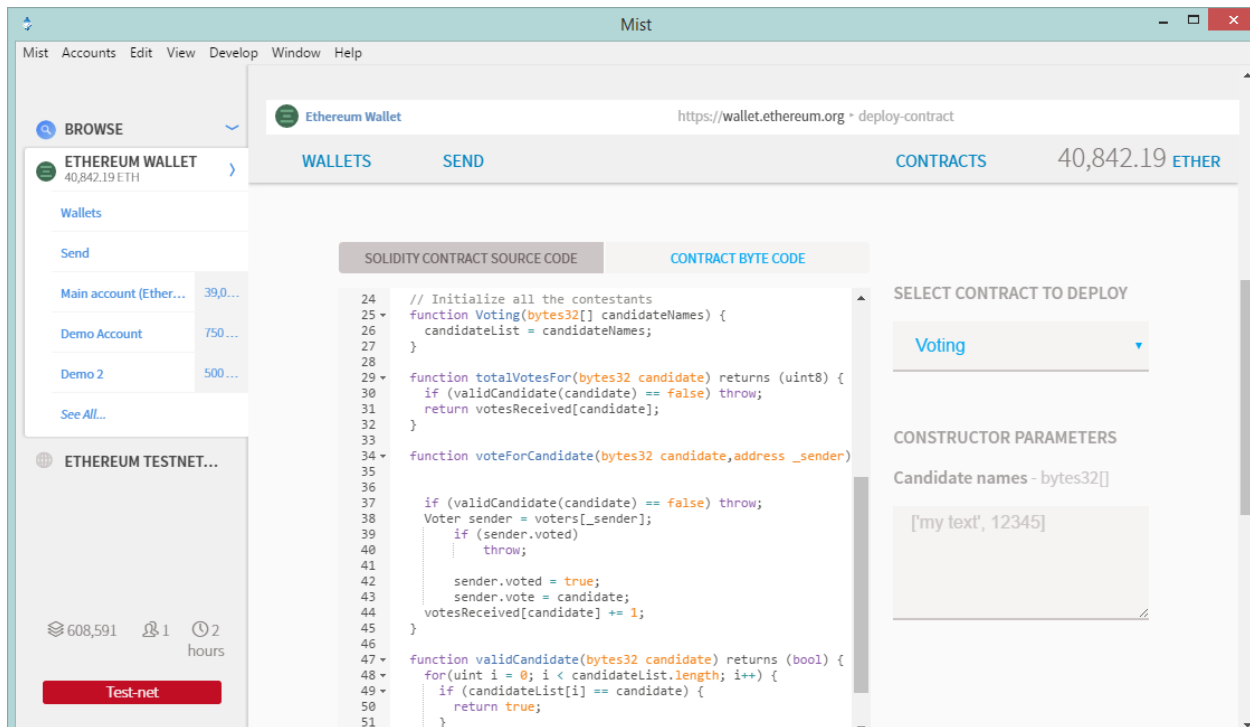 Mist
Mist Accounts Edit View Develop Window Help
BROWSE
ETHEREUM WALLET
40,842.19 ETH
Wallets
Send
Main account (Ether... 39,0...
Demo Account 750...
Demo 2 500...
See All...
ETHEREUM TESTNET...
608,591 1 2 hours
Test-net
Ethereum Wallet https://wallet.ethereum.org ‣ deploy-contract
WALLETS SEND CONTRACTS 40,842.19 ETHER
SOLIDITY CONTRACT SOURCE CODE CONTRACT BYTE CODE
24 // Initialize all the contestants
25 function Voting(bytes32[] candidateNames) {
26 candidateList = candidateNames;
27 }
28
29 function totalVotesFor(bytes32 candidate) returns (uint8) {
30 if (validCandidate(candidate) == false) throw;
31 return votesReceived[candidate];
32 }
33
34 function voteForCandidate(bytes32 candidate,address _sender)
35
36
37 if (validCandidate(candidate) == false) throw;
38 Voter sender = voters[_sender];
39 if (sender.voted)
40 throw;
41
42 sender.voted = true;
43 sender.vote = candidate;
44 votesReceived[candidate] += 1;
45 }
46
47 function validCandidate(bytes32 candidate) returns (bool) {
48 for(uint i = 0; i < candidateList.length; i++) {
49 if (candidateList[i] == candidate) {
50 return true;
51 }
SELECT CONTRACT TO DEPLOY
Voting
CONSTRUCTOR PARAMETERS
Candidate names - bytes32[]
['my text', 12345]